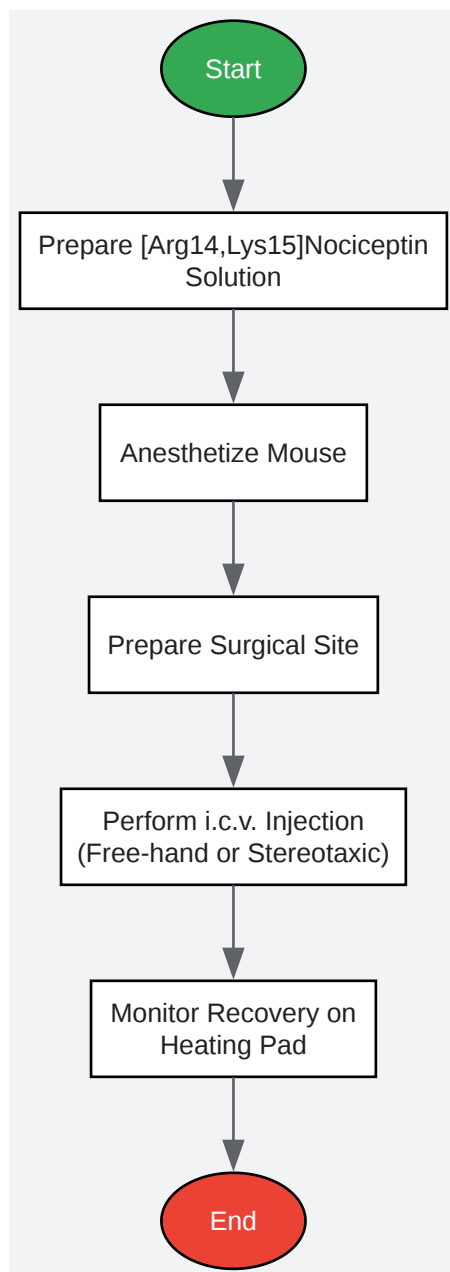 Start
Prepare [Arg14,Lys15]Nociceptin
Solution
Anesthetize Mouse
Prepare Surgical Site
Perform i.c.v. Injection
(Free-hand or Stereotaxic)
Monitor Recovery on
Heating Pad
End